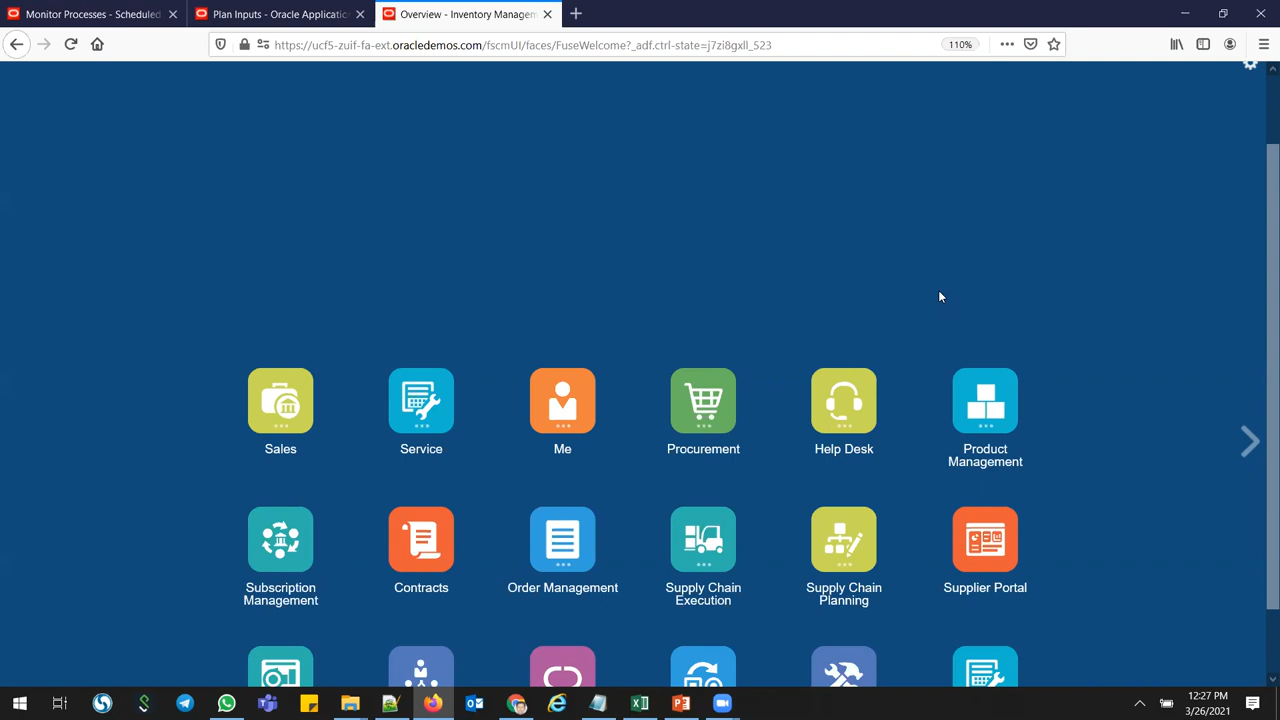 Monitor Processes - Scheduled
Plan Inputs - Oracle Applicatio
Overview - Inventory Managem
https://ucf5-zuif-fa-ext.oracledemos.com/fscmUI/faces/FuseWelcome?_adf.ctrl-state=j7zi8gxll_523
110%
Sales
Service
Me
Procurement
Help Desk
Product
Management
Subscription
Management
Contracts
Order Management
Supply Chain
Execution
Supply Chain
Planning
Supplier Portal
12:27 PM
3/26/2021